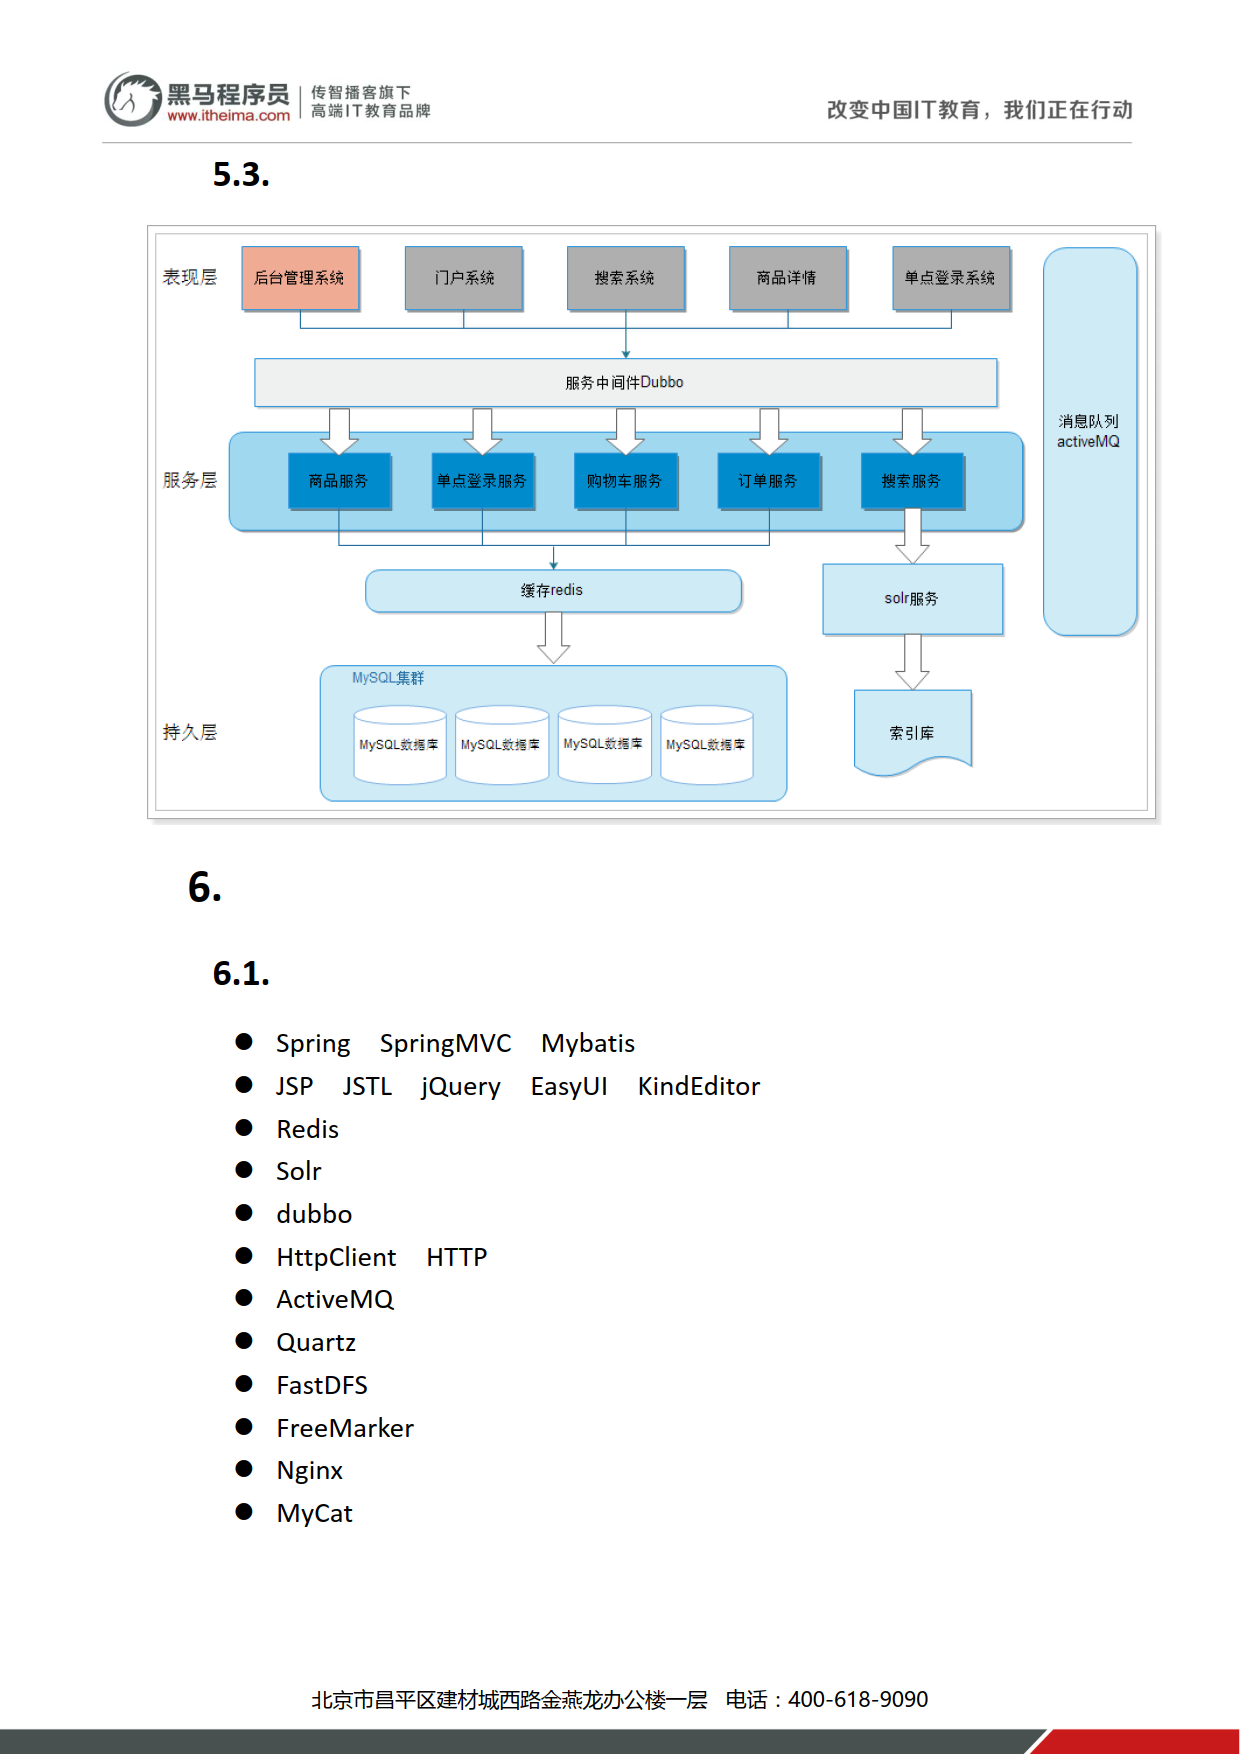 黑马程序员
www.itheima.com
传智播客旗下
高端IT教育品牌
改变中国IT教育，我们正在行动
5.3.
表现层
后台管理系统
门户系统
搜索系统
商品详情
单点登录系统
服务中间件Dubbo
消息队列
activeMQ
服务层
商品服务
单点登录服务
购物车服务
订单服务
搜索服务
缓存redis
solr服务
MySQL集群
持久层
MySQL数据库
MySQL数据库
MySQL数据库
MySQL数据库
索引库
6.
6.1.
● Spring SpringMVC Mybatis
● JSP JSTL jQuery EasyUI KindEditor
● Redis
● Solr
● dubbo
● HttpClient HTTP
● ActiveMQ
● Quartz
● FastDFS
● FreeMarker
● Nginx
● MyCat
北京市昌平区建材城西路金燕龙办公楼一层 电话：400-618-9090